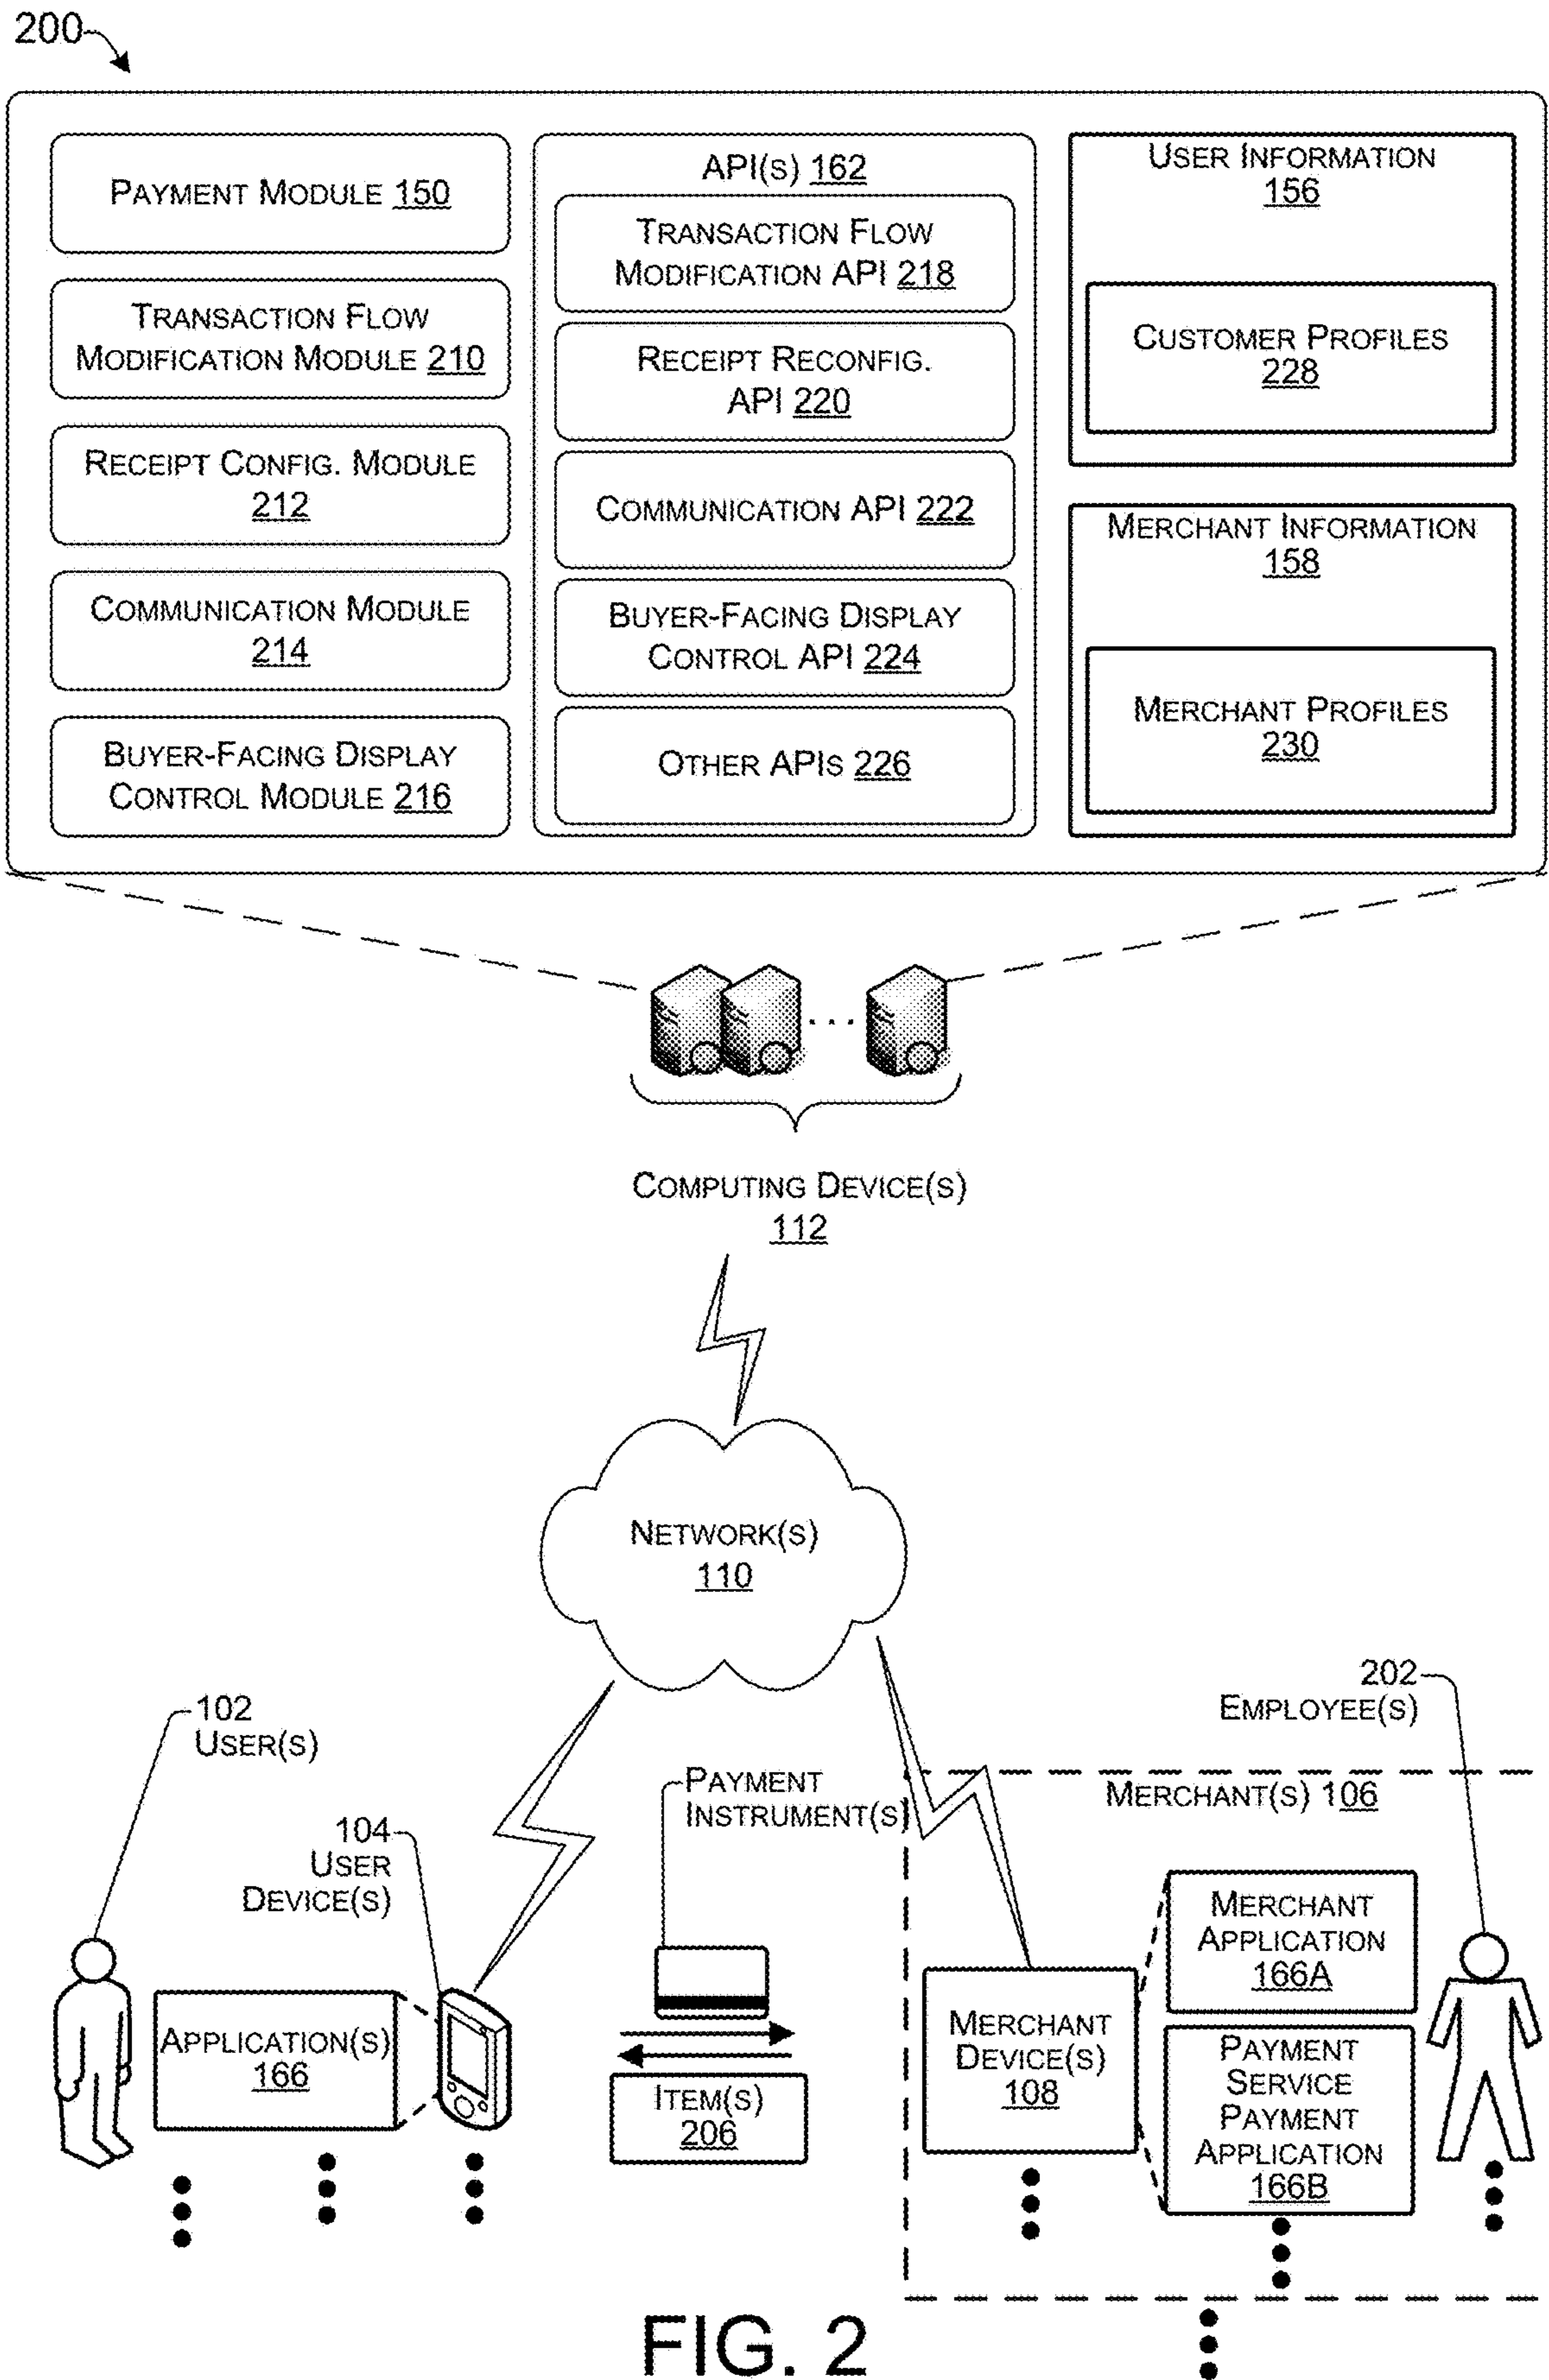 200
PAYMENT MODULE 150
TRANSACTION FLOW
MODIFICATION MODULE 210
RECEIPT CONFIG. MODULE
212
COMMUNICATION MODULE
214
BUYER-FACING DISPLAY
CONTROL MODULE 216
API(S) 162
TRANSACTION FLOW
MODIFICATION API 218
RECEIPT RECONFIG.
API 220
COMMUNICATION API 222
BUYER-FACING DISPLAY
CONTROL API 224
OTHER APIS 226
USER INFORMATION
156
CUSTOMER PROFILES
228
MERCHANT INFORMATION
158
MERCHANT PROFILES
230
COMPUTING DEVICE(S)
112
NETWORK(S)
110
102
USER(S)
104
USER
DEVICE(S)
APPLICATION(S)
166
PAYMENT
INSTRUMENT(S)
ITEM(S)
206
202
EMPLOYEE(S)
MERCHANT(S) 106
MERCHANT
DEVICE(S)
108
MERCHANT
APPLICATION
166A
PAYMENT
SERVICE
PAYMENT
APPLICATION
166B
FIG. 2